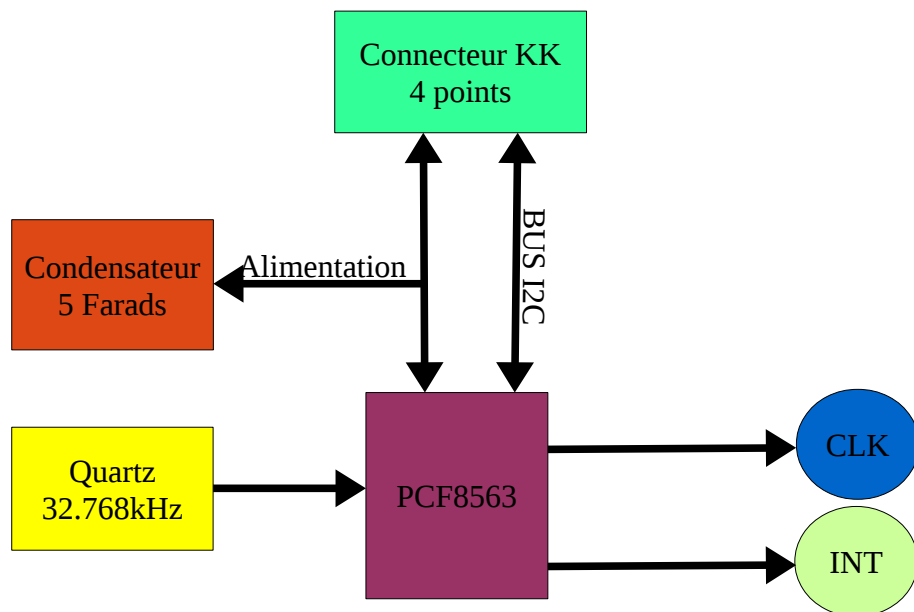 Connecteur KK
4 points
BUS I2C
Condensateur
5 Farads
Alimentation
Quartz
32.768kHz
PCF8563
CLK
INT